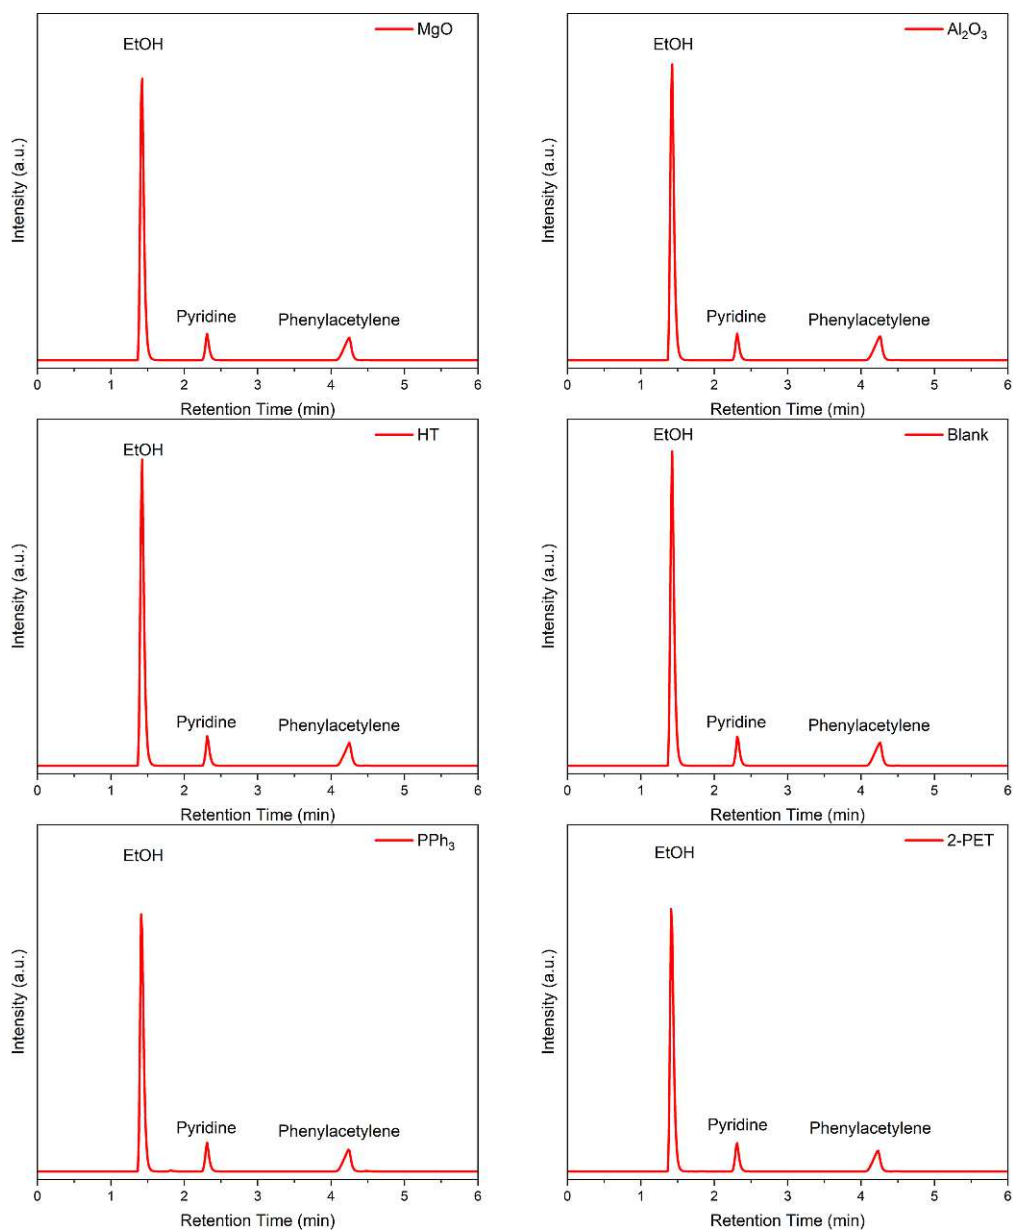 MgO
EtOH
Pyridine
Phenylacetylene
Intensity (a.u.)
0 1 2 3 4 5 6
Retention Time (min)
Al₂O₃
EtOH
Pyridine
Phenylacetylene
Intensity (a.u.)
0 1 2 3 4 5 6
Retention Time (min)
HT
EtOH
Pyridine
Phenylacetylene
Intensity (a.u.)
0 1 2 3 4 5 6
Retention Time (min)
Blank
EtOH
Pyridine
Phenylacetylene
Intensity (a.u.)
0 1 2 3 4 5 6
Retention Time (min)
PPh₃
EtOH
Pyridine
Phenylacetylene
Intensity (a.u.)
0 1 2 3 4 5 6
Retention Time (min)
2-PET
EtOH
Pyridine
Phenylacetylene
Intensity (a.u.)
0 1 2 3 4 5 6
Retention Time (min)